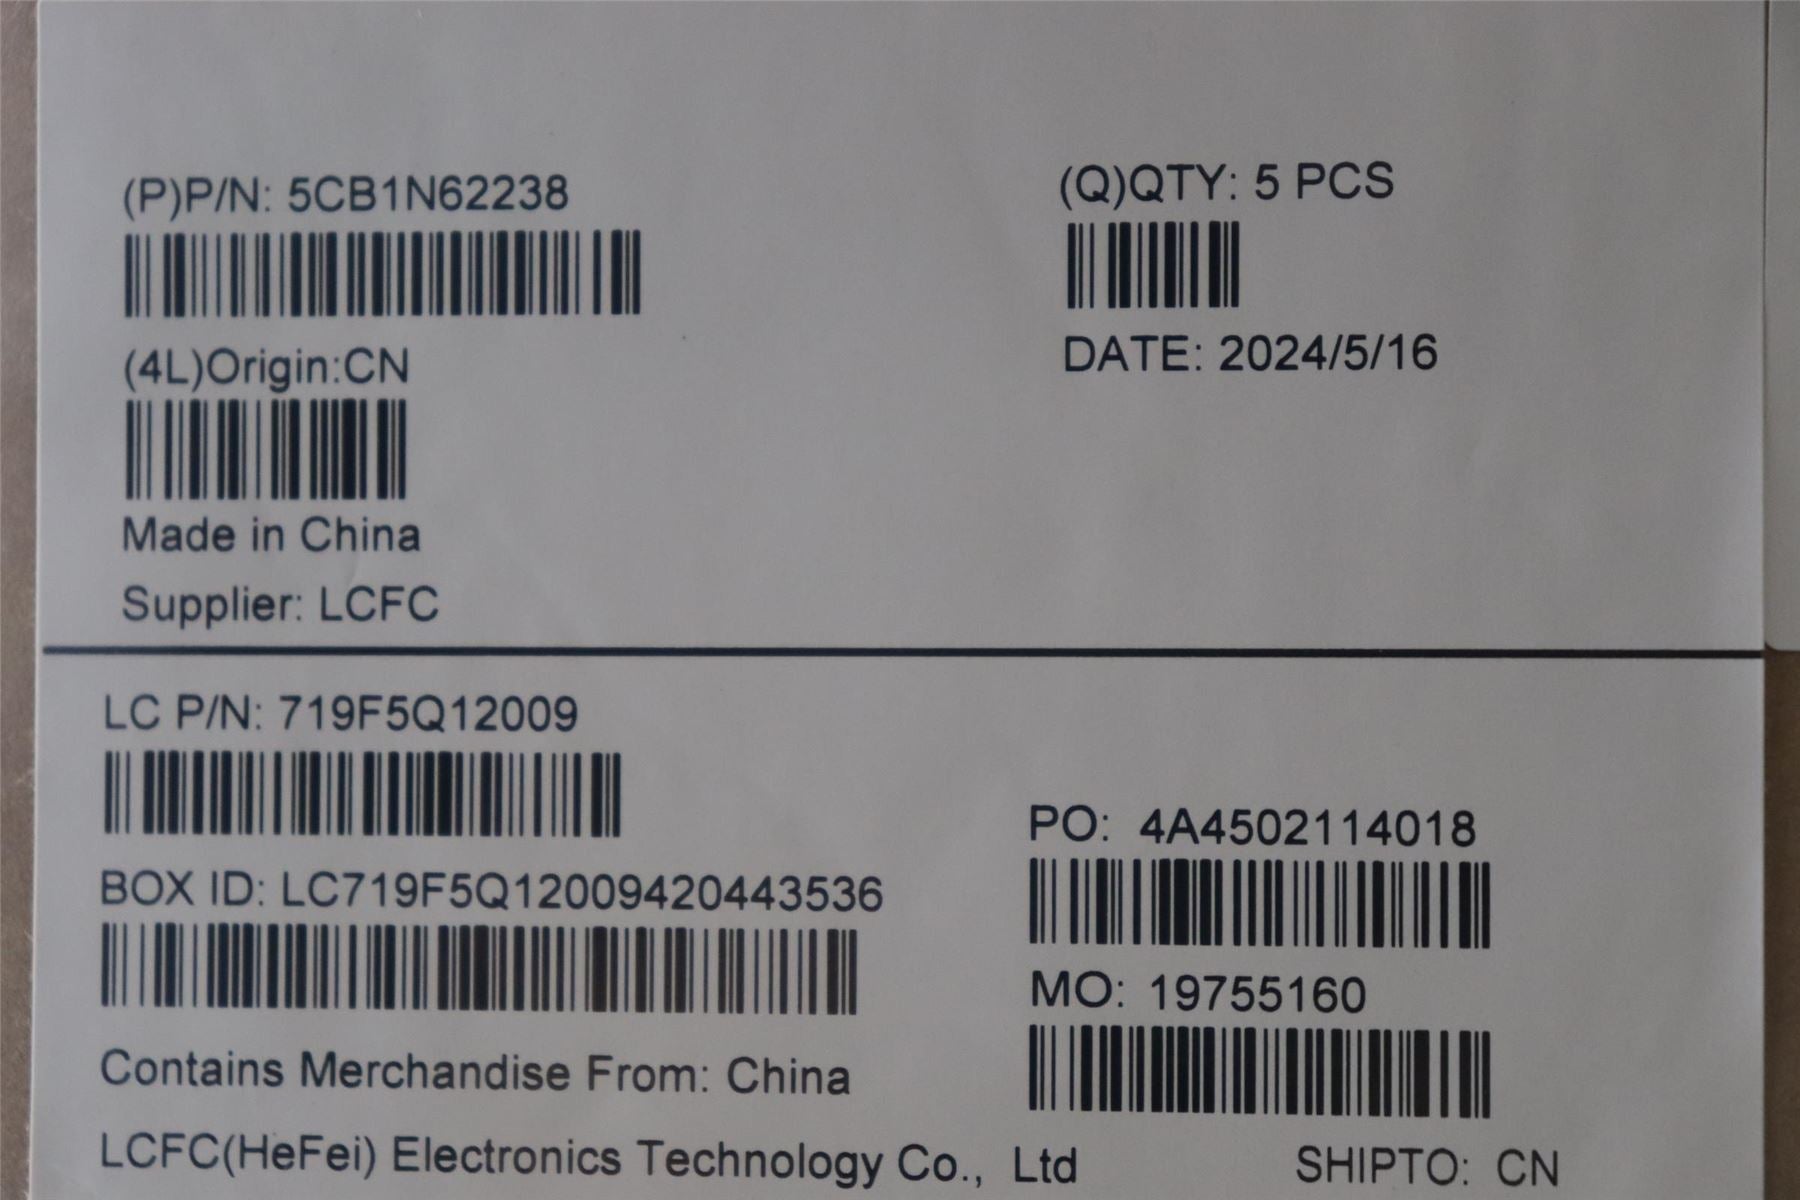 (P)P/N: 5CB1N62238
(Q)QTY: 5 PCS
(4L)Origin:CN
DATE: 2024/5/16
Made in China
Supplier: LCFC
LC P/N: 719F5Q12009
PO: 4A4502114018
BOX ID: LC719F5Q12009420443536
MO: 19755160
Contains Merchandise From: China
LCFC(HeFei) Electronics Technology Co., Ltd
SHIPTO: CN